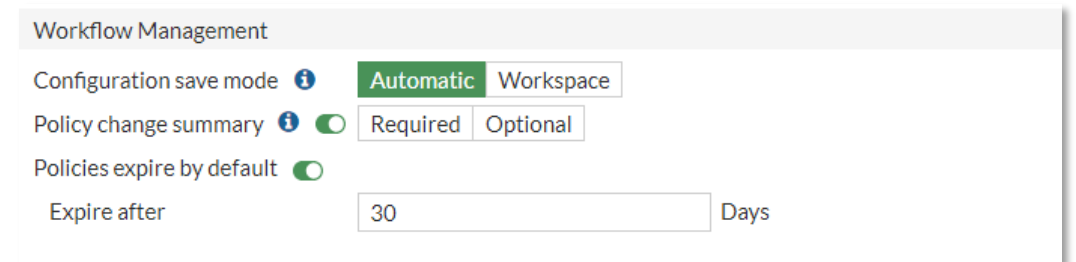 Workflow Management
Configuration save mode Automatic Workspace
Policy change summary Required Optional
Policies expire by default
Expire after 30 Days